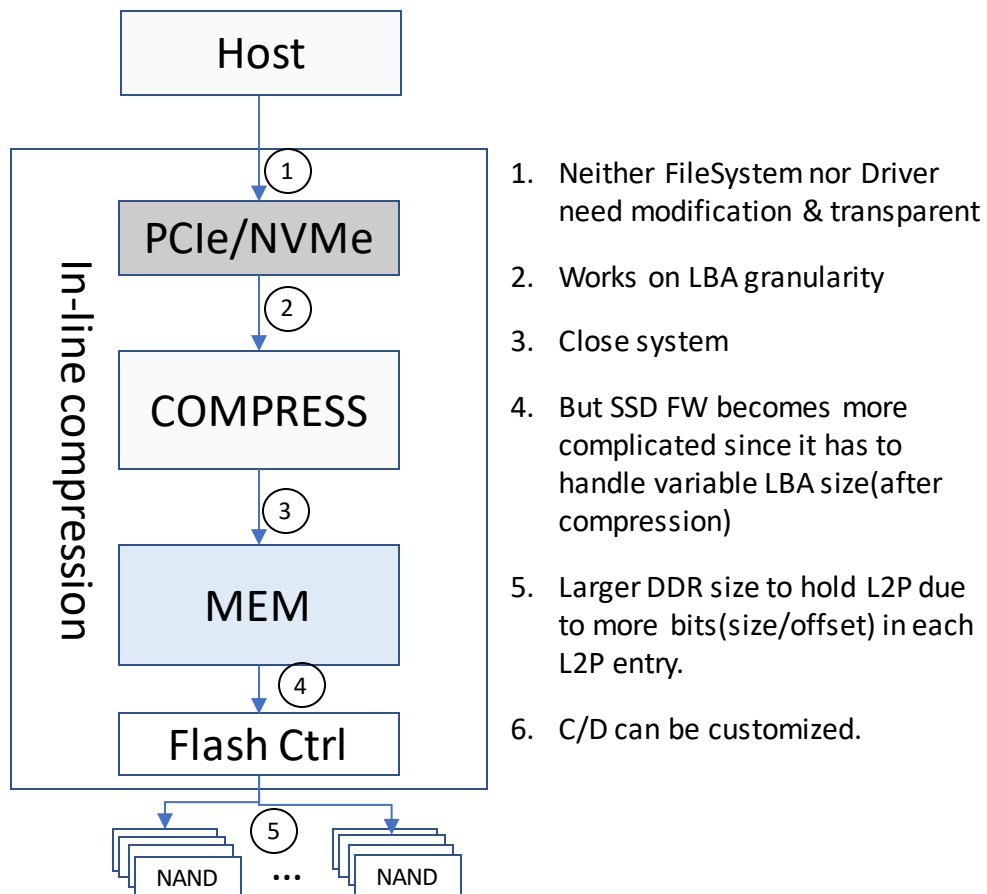 Host
1
PCIe/NVMe
2
COMPRESS
3
MEM
4
Flash Ctrl
5
NAND
...
NAND
In-line compression
1. Neither FileSystem nor Driver
need modification & transparent
2. Works on LBA granularity
3. Close system
4. But SSD FW becomes more
complicated since it has to
handle variable LBA size(after
compression)
5. Larger DDR size to hold L2P due
to more bits(size/offset) in each
L2P entry.
6. C/D can be customized.